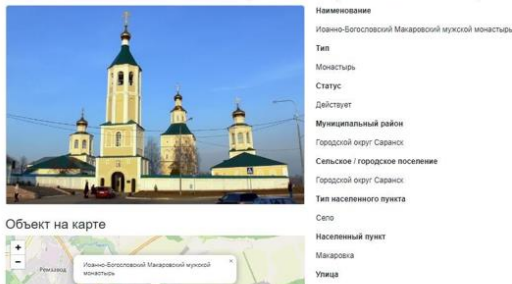 Наименование
Иоанно-Богословский Макаровский мужской монастырь
Тип
Монастырь
Статус
Действует
Муниципальный район
Городской округ Саранск
Сельское / городское поселение
Городской округ Саранск
Тип населенного пункта
Село
Населенный пункт
Макаровка
Улица
Объект на карте
+
−
Ремзавод
Иоанно-Богословский Макаровский мужской
монастырь
×